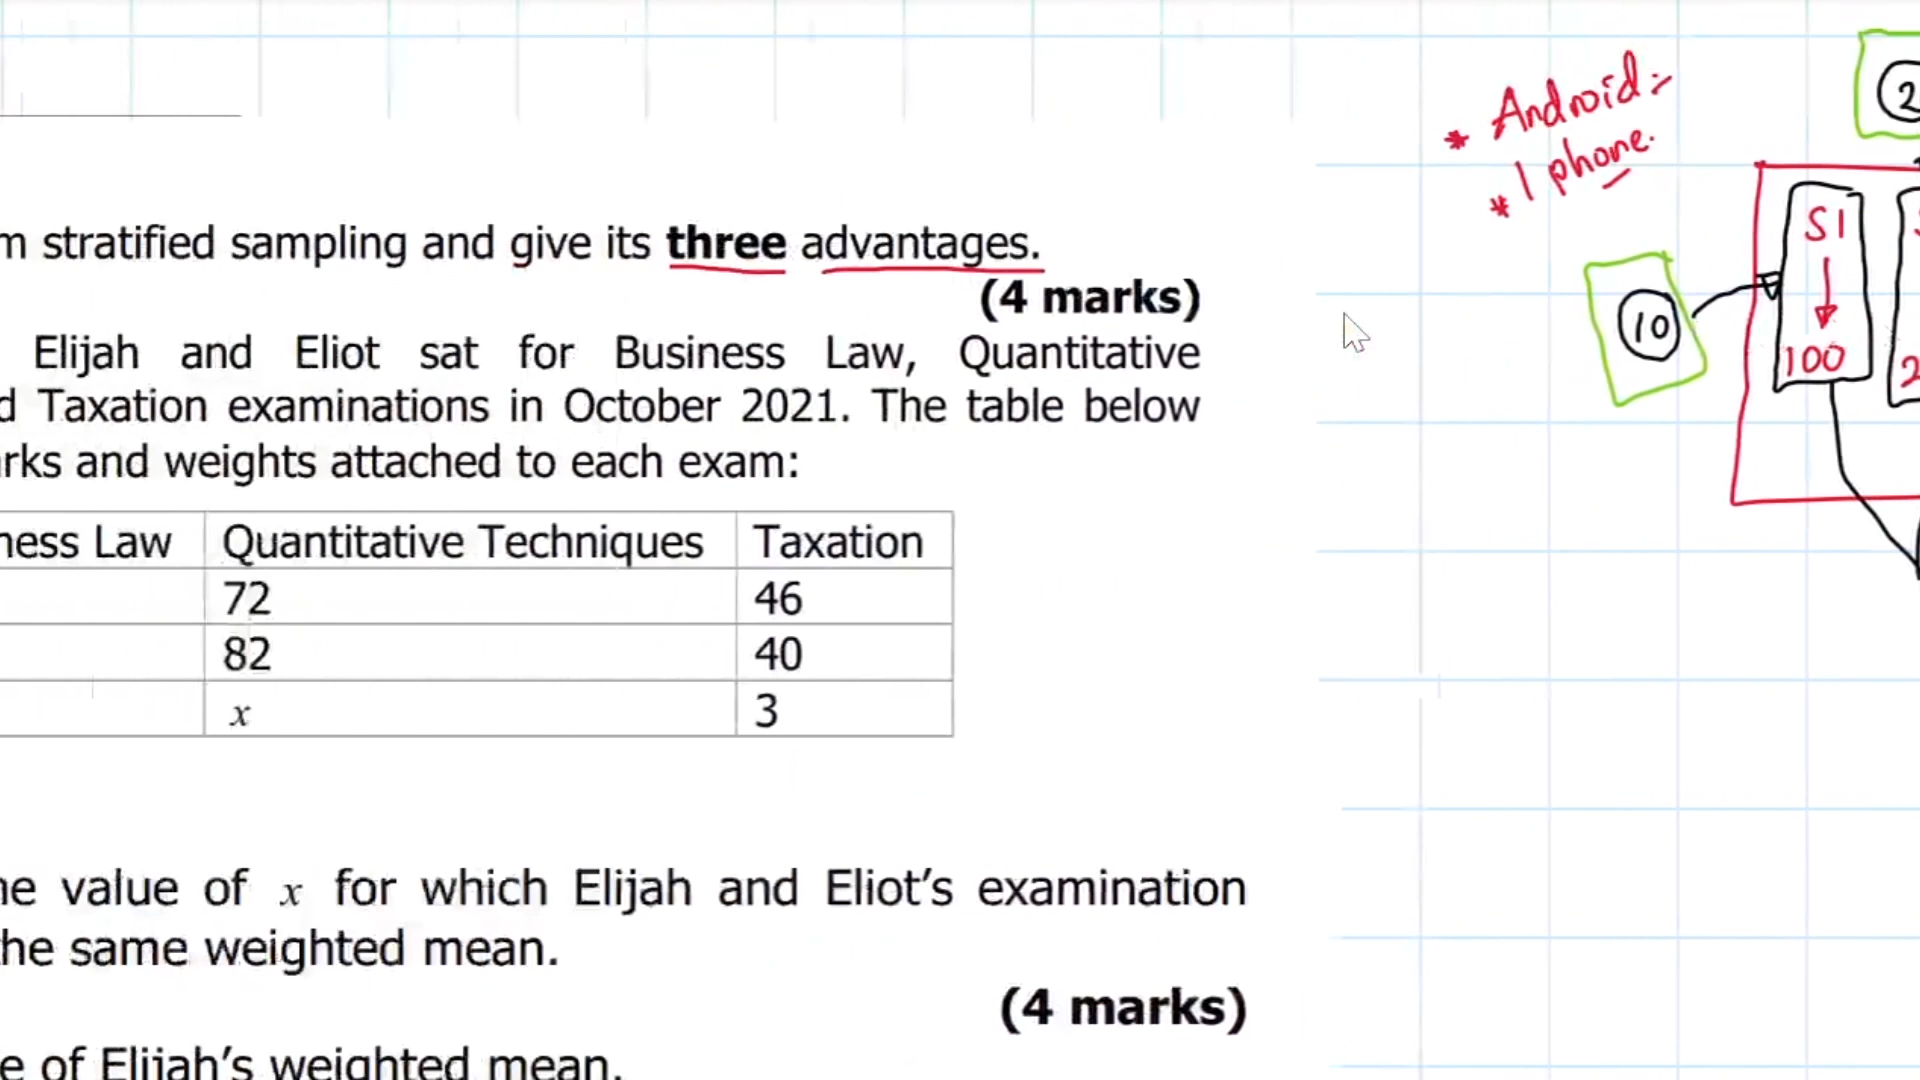 * Android:-
* I phone.
2
m stratified sampling and give its three advantages.
(4 marks)
S1
10
100
2
Elijah and Eliot sat for Business Law, Quantitative
d Taxation examinations in October 2021. The table below
rks and weights attached to each exam:
ness Law Quantitative Techniques Taxation
72 46
82 40
x 3
he value of x for which Elijah and Eliot’s examination
the same weighted mean.
(4 marks)
e of Elijah’s weighted mean.